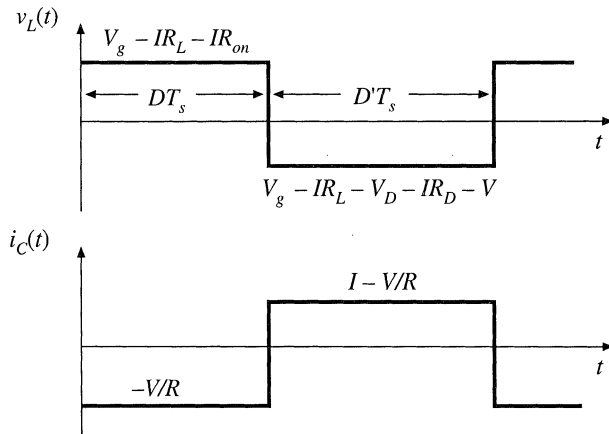 v_L(t)
V_g – IR_L – IR_on
DT_s
D'T_s
t
V_g – IR_L – V_D – IR_D – V
i_C(t)
I – V/R
t
–V/R